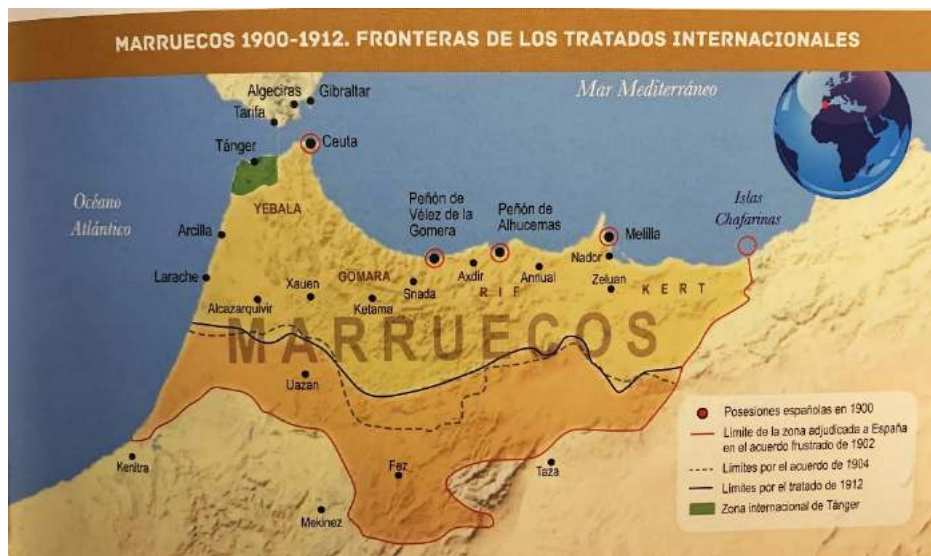 MARRUECOS 1900-1912. FRONTERAS DE LOS TRATADOS INTERNACIONALES
Mar Mediterráneo
Algeciras
Gibraltar
Tarifa
Tánger
Ceuta
Océano
Atlántico
YEBALA
Peñón de
Vélez de la
Gomera
Peñón de
Alhucemas
Islas
Chafarinas
Arcilla
Melilla
Nador
Larache
Xauen
GOMARA
Snada
Axdir
Annual
Zeluan
Alcazarquivir
Ketama
RIF
KERT
MARRUECOS
Uazan
Kenitra
Fez
Taza
Mekinez
Posesiones españolas en 1900
Límite de la zona adjudicada a España
en el acuerdo frustrado de 1902
Límites por el acuerdo de 1904
Límites por el tratado de 1912
Zona internacional de Tánger